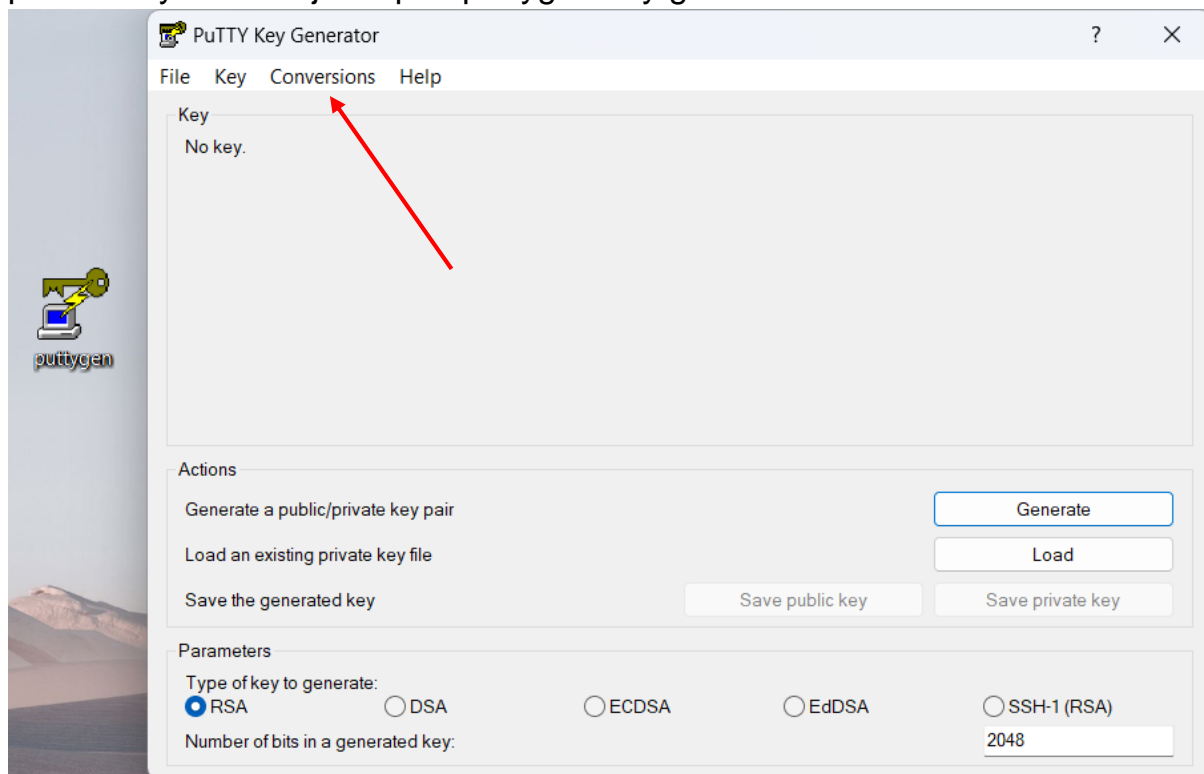 PuTTY Key Generator ? X
File Key Conversions Help
Key
No key.
puttygen
Actions
Generate a public/private key pair Generate
Load an existing private key file Load
Save the generated key Save public key Save private key
Parameters
Type of key to generate:
RSA DSA ECDSA EdDSA SSH-1 (RSA)
Number of bits in a generated key: 2048